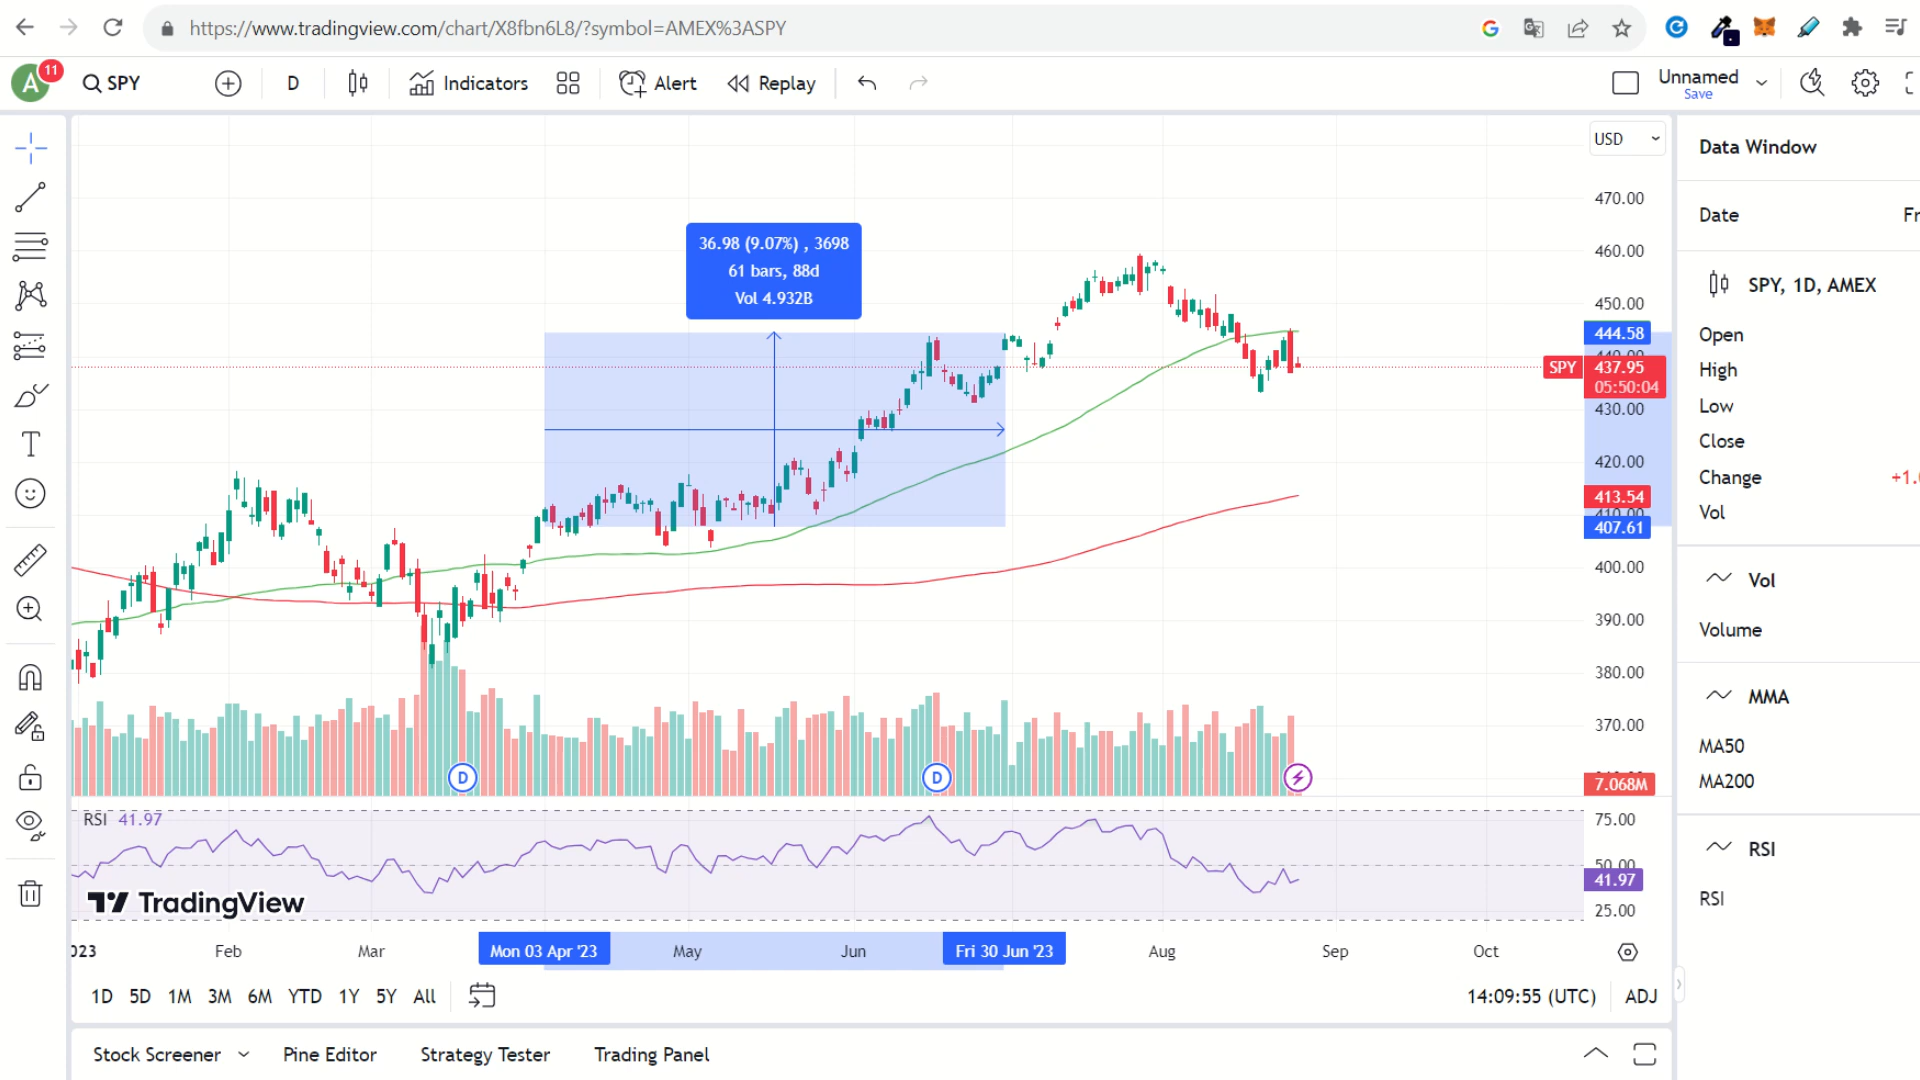 https://www.tradingview.com/chart/X8fbn6L8/?symbol=AMEX%3ASPY
A 11 SPY D Indicators Alert Replay Unnamed
Save
USD
470.00
460.00
450.00
444.58
SPY 437.95
05:50:04
430.00
420.00
413.54
407.61
400.00
390.00
380.00
370.00
7.068M
36.98 (9.07%) , 3698
61 bars, 88d
Vol 4.932B
D D
RSI 41.97
75.00
50.00
41.97
25.00
TradingView
023 Feb Mar Mon 03 Apr '23 May Jun Fri 30 Jun '23 Aug Sep Oct
1D 5D 1M 3M 6M YTD 1Y 5Y All 14:09:55 (UTC) ADJ
Stock Screener Pine Editor Strategy Tester Trading Panel
Data Window
Date Fr
SPY, 1D, AMEX
Open
High
Low
Close
Change +1.
Vol
Vol
Volume
MMA
MA50
MA200
RSI
RSI